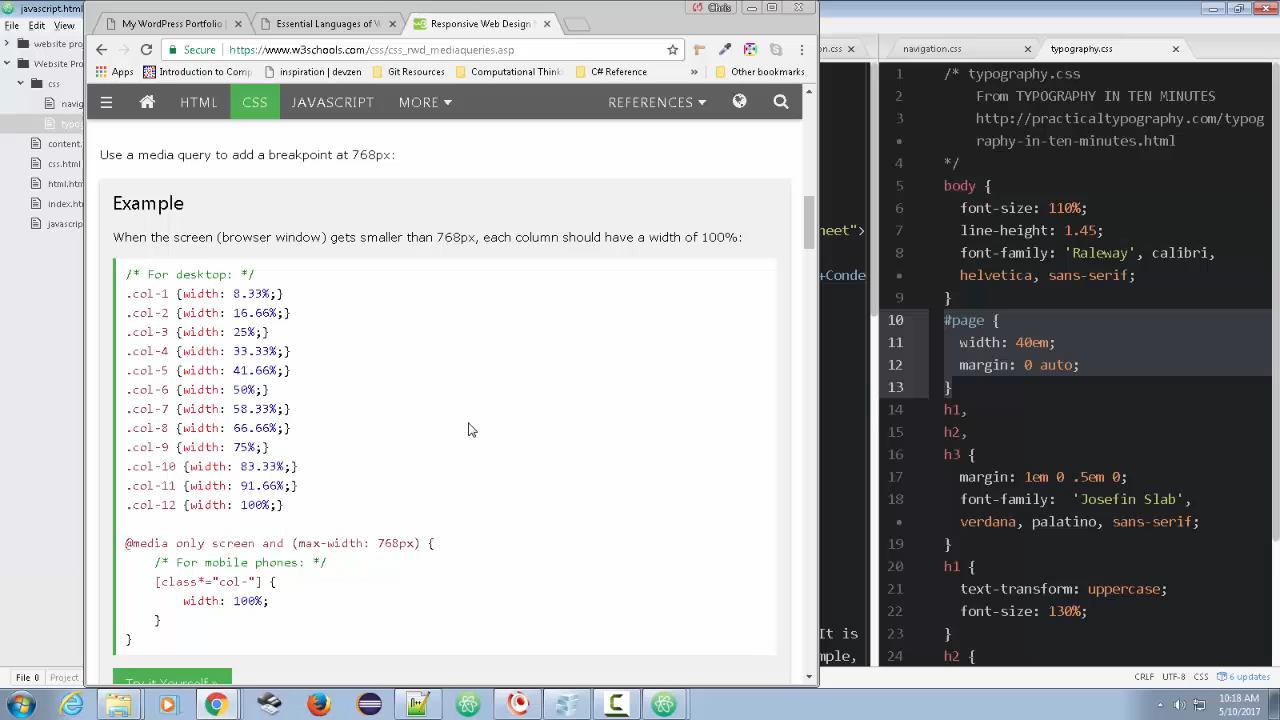 javascript.html
File Edit View
website pro
Website Pro
css
navig
typo
content.
css.html
html.htm
index.htm
javascrip
File 0
My WordPress Portfolio
Essential Languages of W
Responsive Web Design
Chris
Secure
https://www.w3schools.com/css/css_rwd_mediaqueries.asp
Apps
Introduction to Comp
inspiration | devzen
Git Resources
Computational Thinki
C# Reference
»
Other bookmarks
HTML CSS JAVASCRIPT MORE REFERENCES
Use a media query to add a breakpoint at 768px:
Example
When the screen (browser window) gets smaller than 768px, each column should have a width of 100%:
/* For desktop: */
.col-1 {width: 8.33%;}
.col-2 {width: 16.66%;}
.col-3 {width: 25%;}
.col-4 {width: 33.33%;}
.col-5 {width: 41.66%;}
.col-6 {width: 50%;}
.col-7 {width: 58.33%;}
.col-8 {width: 66.66%;}
.col-9 {width: 75%;}
.col-10 {width: 83.33%;}
.col-11 {width: 91.66%;}
.col-12 {width: 100%;}
@media only screen and (max-width: 768px) {
/* For mobile phones: */
[class*="col-"] {
width: 100%;
}
}
Try it Yourself »
on.css
navigation.css
typography.css
heet">
+Conde
It is
mple,
1 /* typography.css
2 From TYPOGRAPHY IN TEN MINUTES
3 http://practicaltypography.com/typog
• raphy-in-ten-minutes.html
4 */
5 body {
6 font-size: 110%;
7 line-height: 1.45;
8 font-family: 'Raleway', calibri,
• helvetica, sans-serif;
9 }
10 #page {
11 width: 40em;
12 margin: 0 auto;
13 }
14 h1,
15 h2,
16 h3 {
17 margin: 1em 0 .5em 0;
18 font-family: 'Josefin Slab',
• verdana, palatino, sans-serif;
19 }
20 h1 {
21 text-transform: uppercase;
22 font-size: 130%;
23 }
24 h2 {
CRLF UTF-8 CSS 6 updates
10:18 AM
5/10/2017